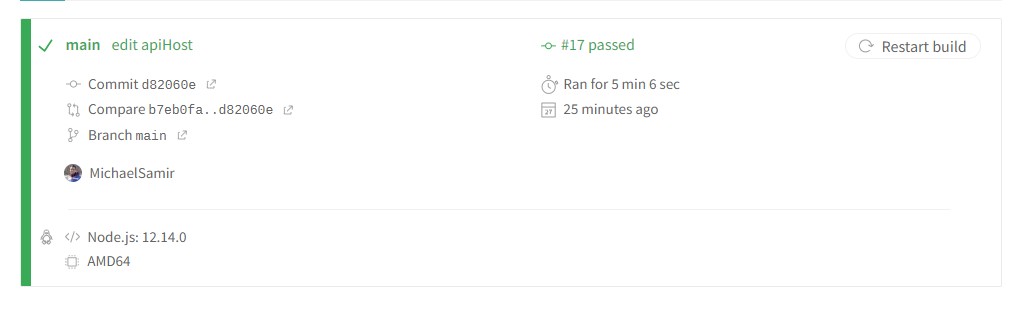 main edit apiHost
#17 passed
Restart build
Commit d82060e
Ran for 5 min 6 sec
Compare b7eb0fa..d82060e
27
25 minutes ago
Branch main
MichaelSamir
</> Node.js: 12.14.0
AMD64